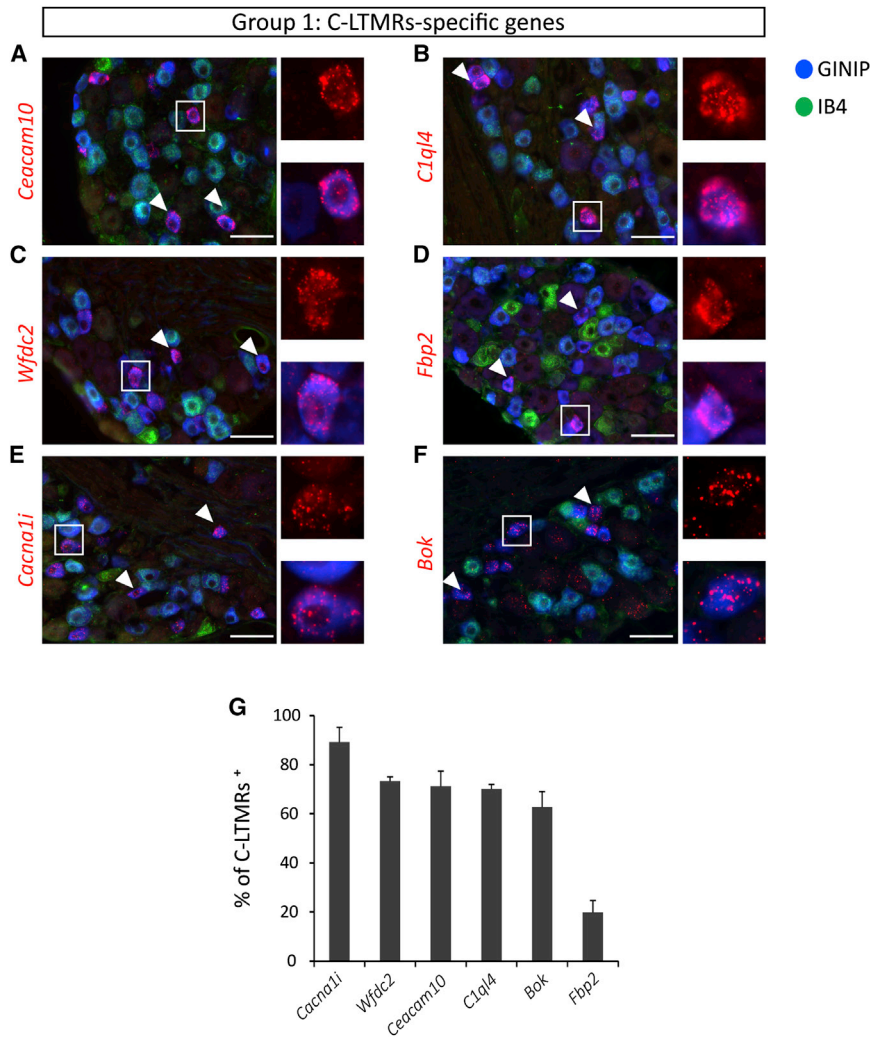 Group 1: C-LTMRs-specific genes
A
B
GINIP
IB4
Ceacam10
C1ql4
C
D
Wfdc2
Fbp2
E
F
Cacna1i
Bok
G
100
80
60
40
20
0
% of C-LTMRs +
Cacna1i
Wfdc2
Ceacam10
C1ql4
Bok
Fbp2